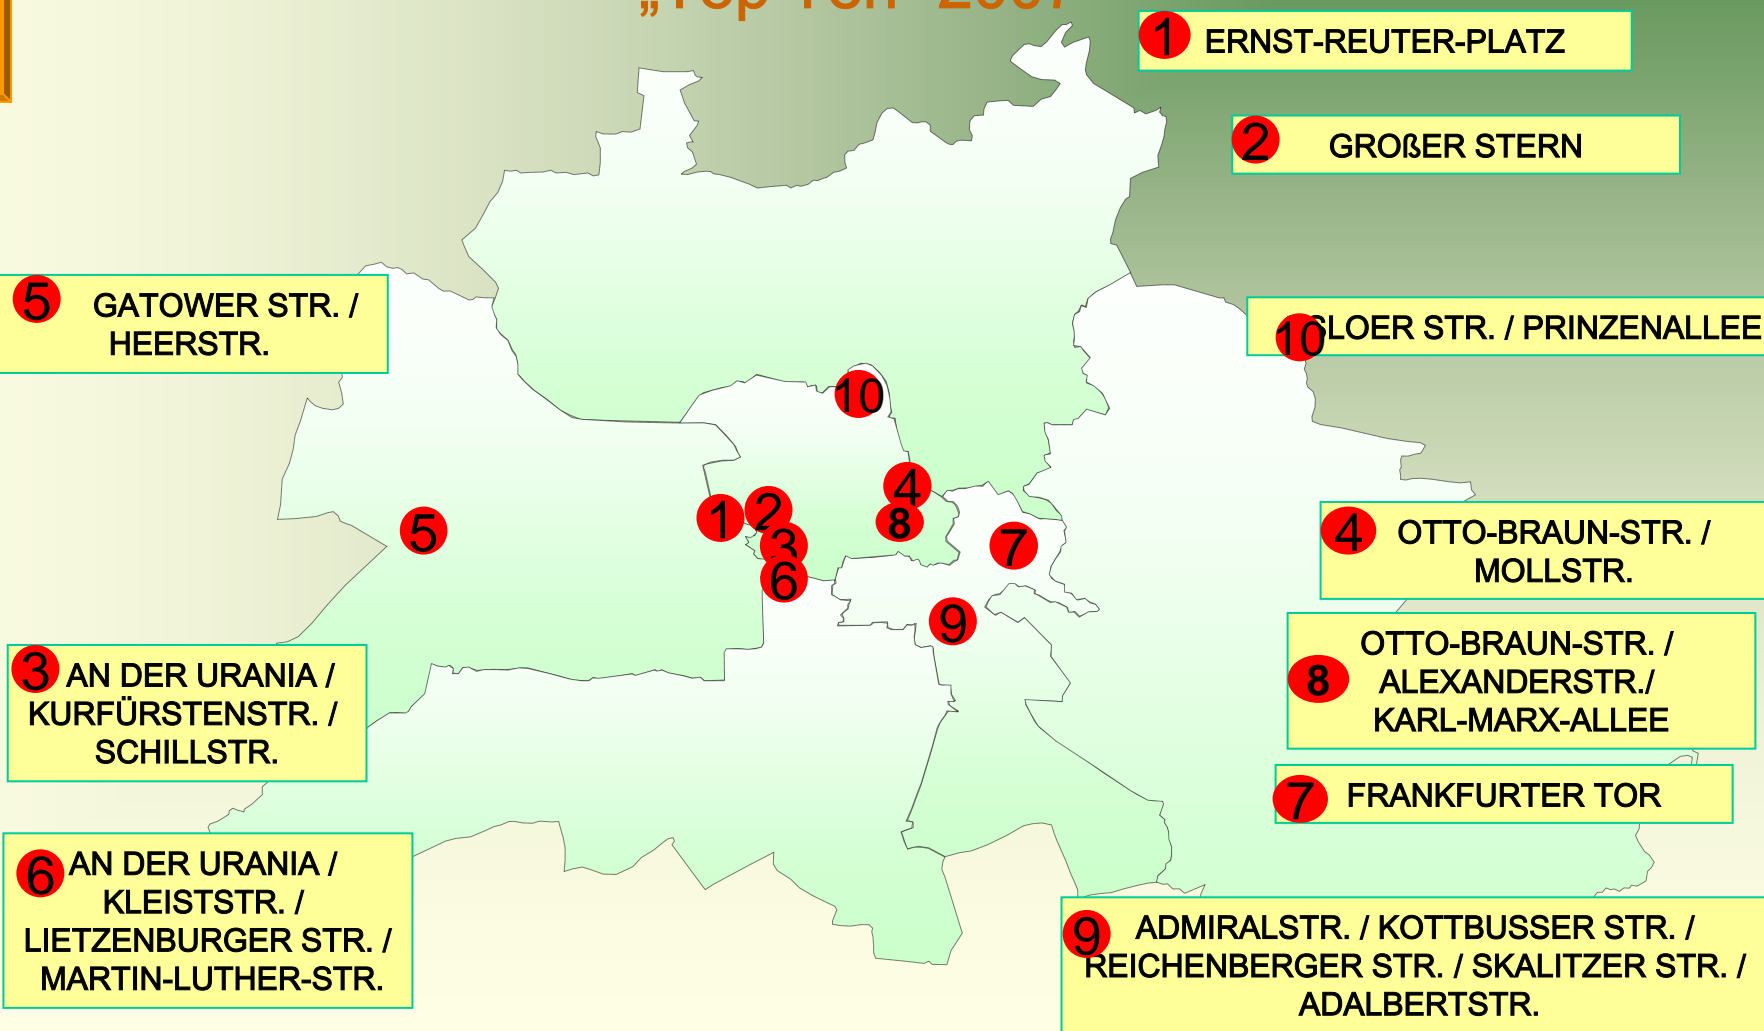 „Top Ten“ 2007
1 ERNST-REUTER-PLATZ
2 GROßER STERN
5 GATOWER STR. /
HEERSTR.
10 SLOER STR. / PRINZENALLEE
10
4
2
1
8
5
3
7
6
9
4 OTTO-BRAUN-STR. /
MOLLSTR.
8 OTTO-BRAUN-STR. /
ALEXANDERSTR./
KARL-MARX-ALLEE
3 AN DER URANIA /
KURFÜRSTENSTR. /
SCHILLSTR.
7 FRANKFURTER TOR
6 AN DER URANIA /
KLEISTSTR. /
LIETZENBURGER STR. /
MARTIN-LUTHER-STR.
9 ADMIRALSTR. / KOTTBUSSER STR. /
REICHENBERGER STR. / SKALITZER STR. /
ADALBERTSTR.